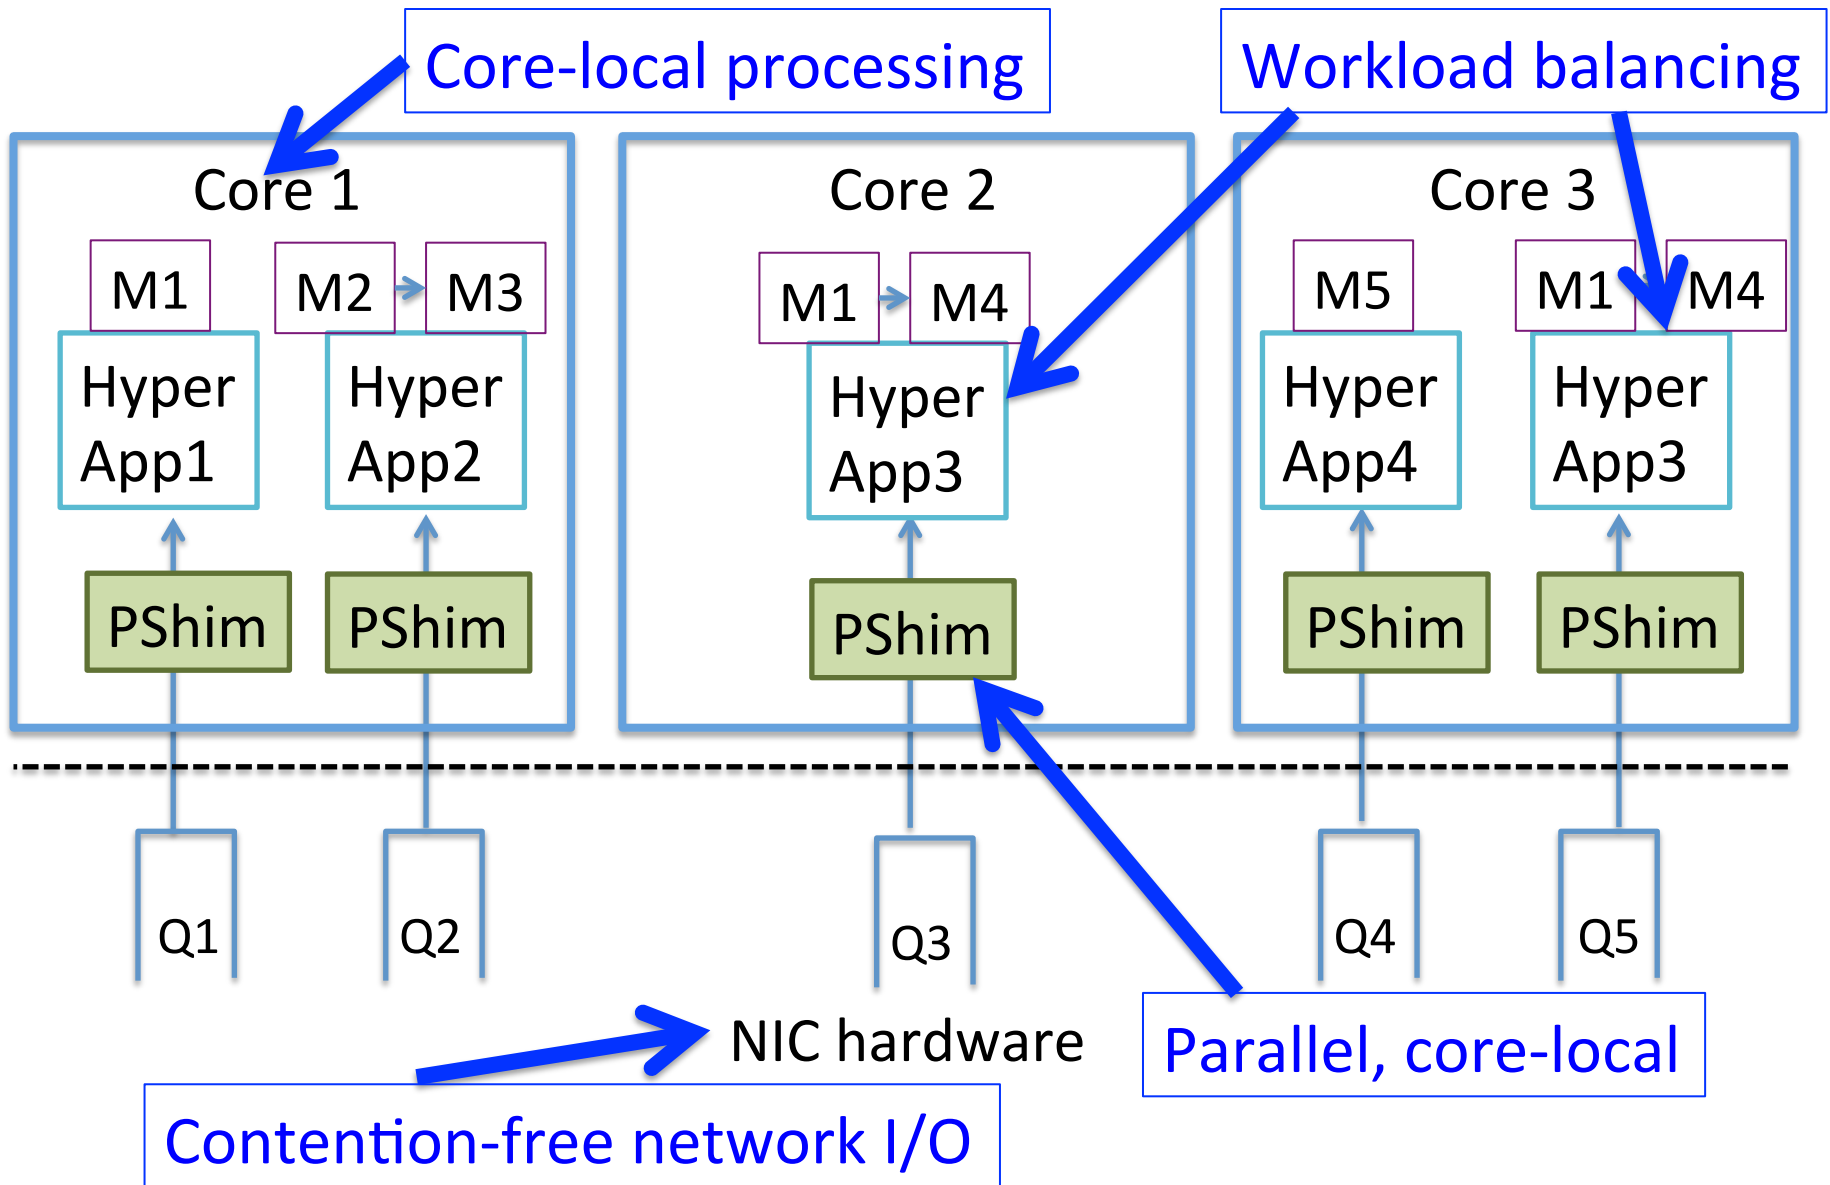 Core-local processing
Workload balancing
Core 1
Core 2
Core 3
M1
M2
M3
M1
M4
M5
M1
M4
Hyper
App1
Hyper
App2
Hyper
App3
Hyper
App4
Hyper
App3
PShim
PShim
PShim
PShim
PShim
Q1
Q2
Q3
Q4
Q5
NIC hardware
Parallel, core-local
Contention-free network I/O